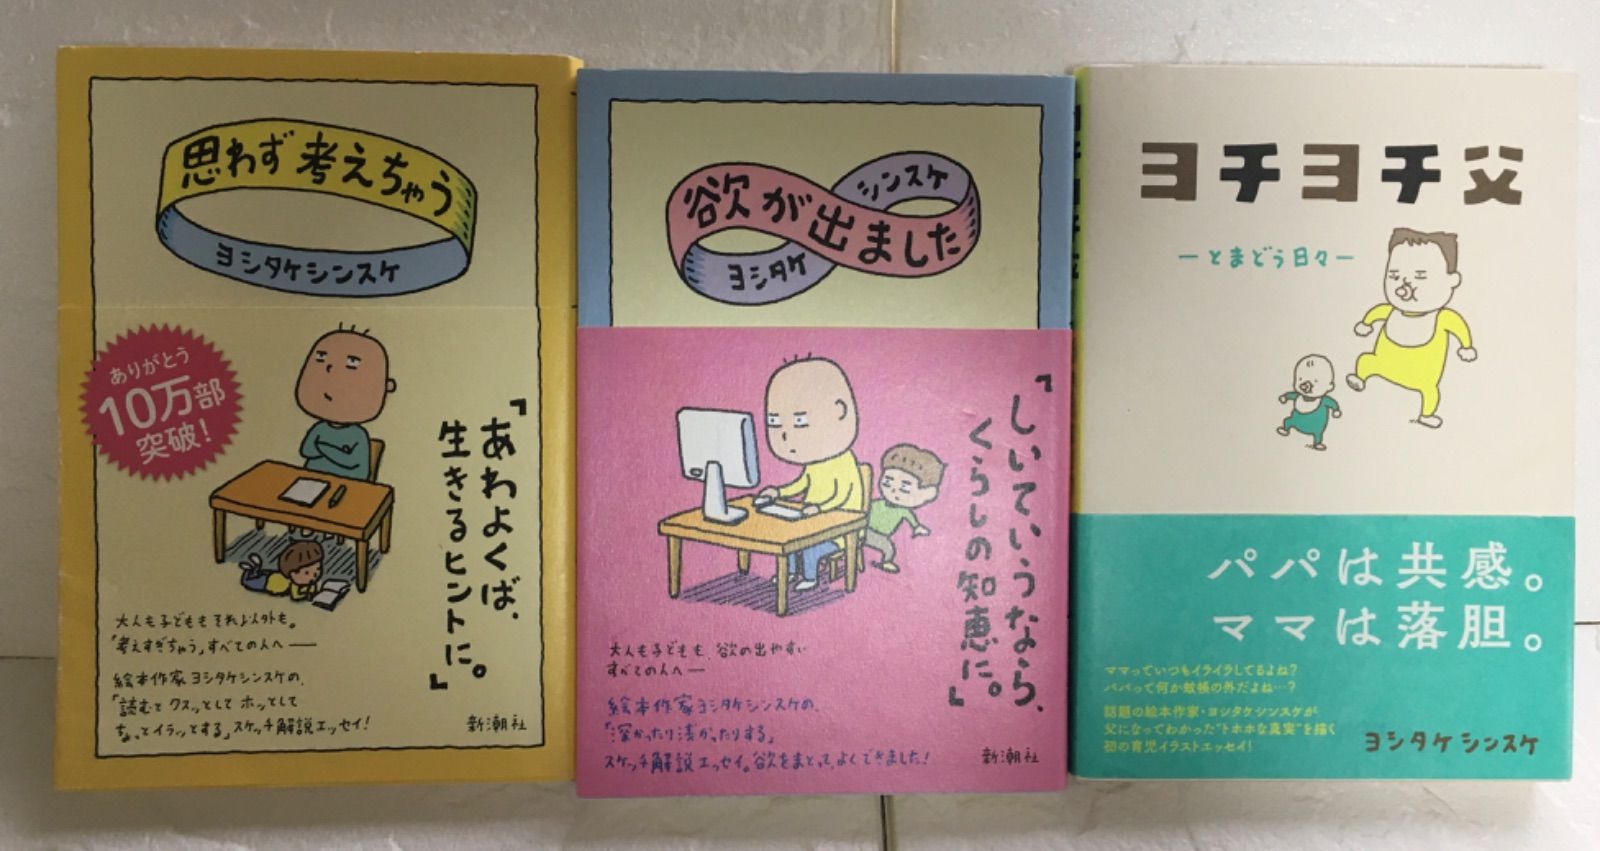 思わず考えちゃう
ヨシタケシンスケ
ありがとう
10万部
突破!
「あわよくば、
生きるヒントに。」
大人も子どももそれ以外も。
「考えすぎちゃう」すべての人へ──
絵本作家ヨシタケシンスケの、
「読むとクスッとしてホッとして
ちょっとイラッとする」スケッチ解説エッセイ!
新潮社
欲が出ました
ヨシタケ
シンスケ
「しいていうなら、
くらしの知恵に。」
大人も子どもも、欲の出やすい
すべての人へ──
絵本作家ヨシタケシンスケの、
「深かったり浅かったりする」
スケッチ解説エッセイ。欲をまとって、よくできました!
新潮社
ヨチヨチ父
―とまどう日々―
パパは共感。
ママは落胆。
ママっていつもイライラしてるよね?
パパって何か蚊帳の外だよね…?
話題の絵本作家・ヨシタケシンスケが
父になってわかった"トホホな真実"を描く
初の育児イラストエッセイ!
ヨシタケシンスケ